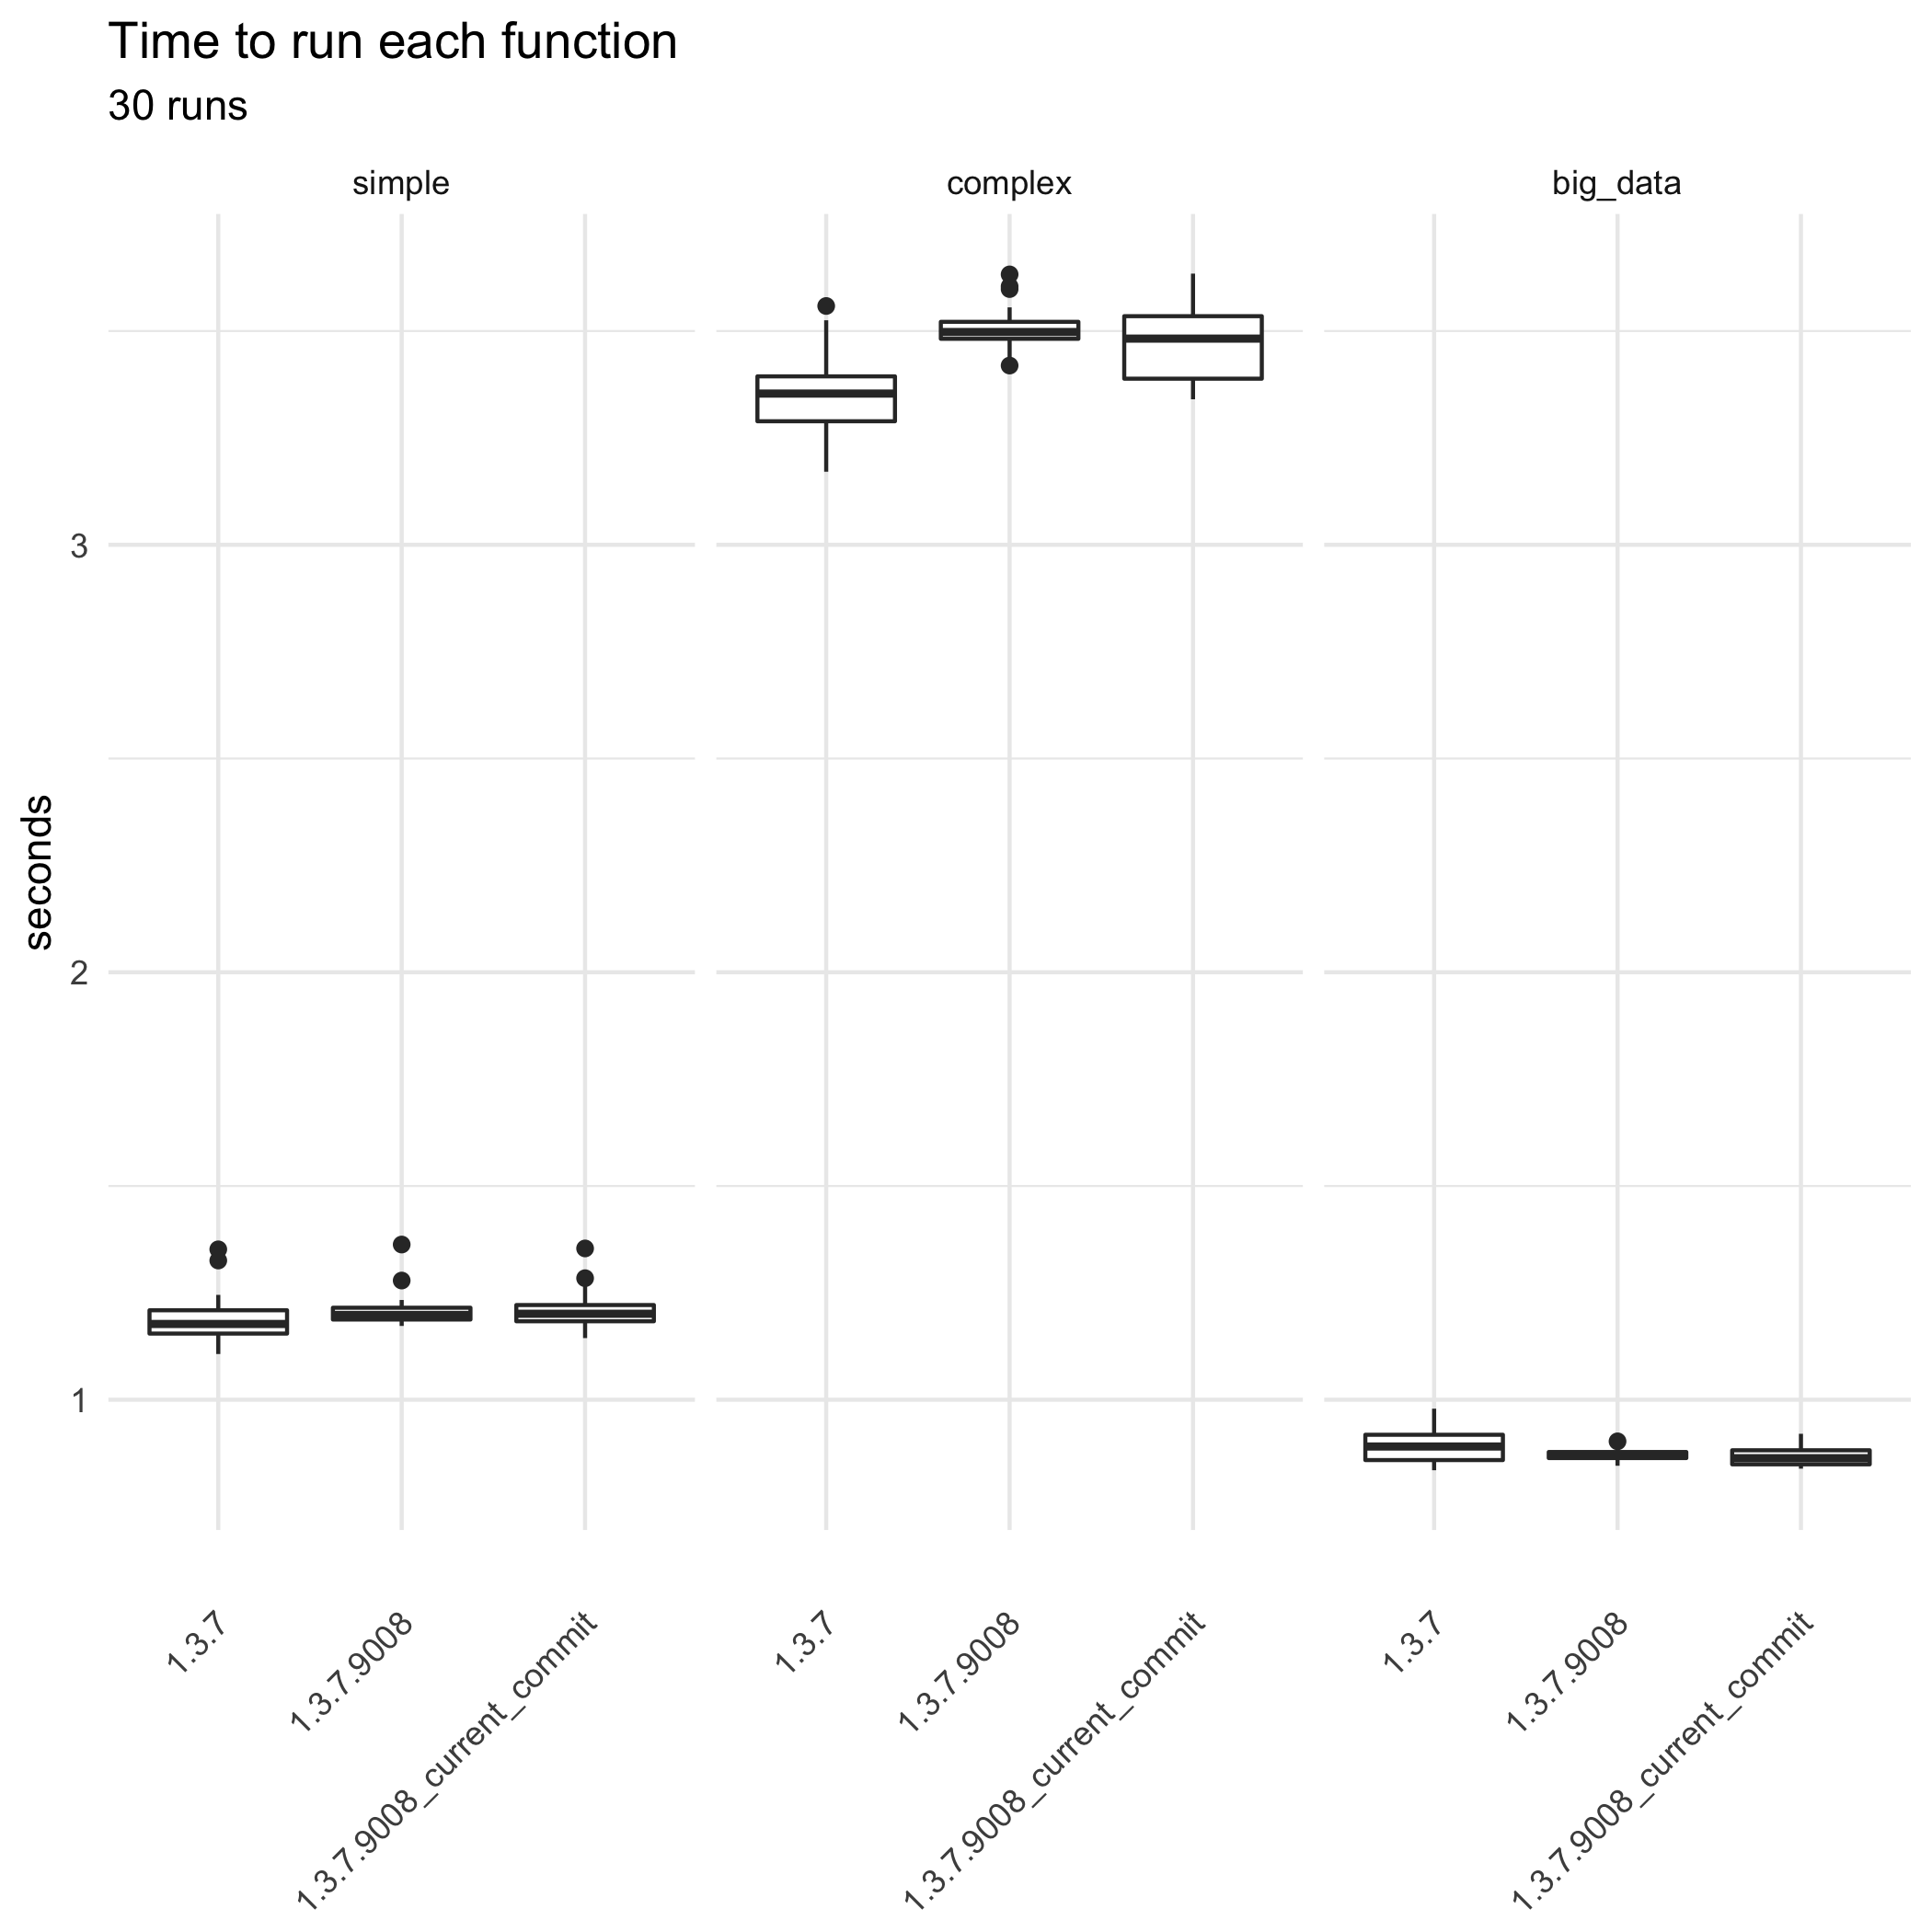 Time to run each function
30 runs
simple
complex
big_data
seconds
3
2
1
1.3.7
1.3.7.9008
1.3.7.9008_current_commit
1.3.7
1.3.7.9008
1.3.7.9008_current_commit
1.3.7
1.3.7.9008
1.3.7.9008_current_commit